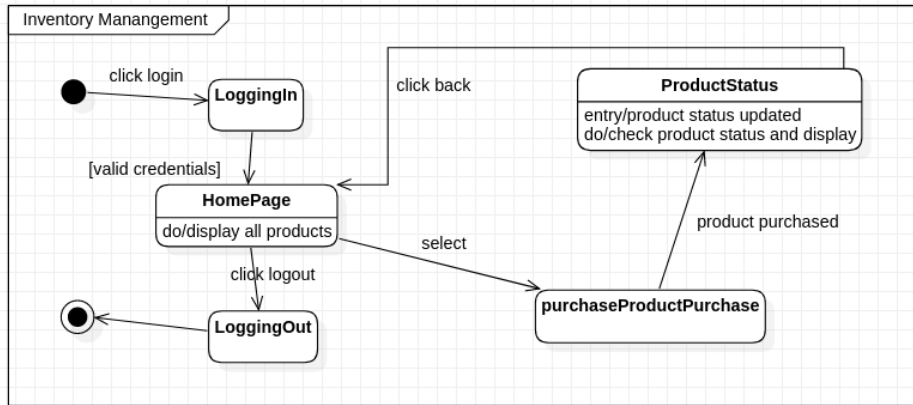 Inventory Manangement
click login
LoggingIn
click back
ProductStatus
entry/product status updated
do/check product status and display
[valid credentials]
HomePage
do/display all products
select
product purchased
click logout
purchaseProductPurchase
LoggingOut